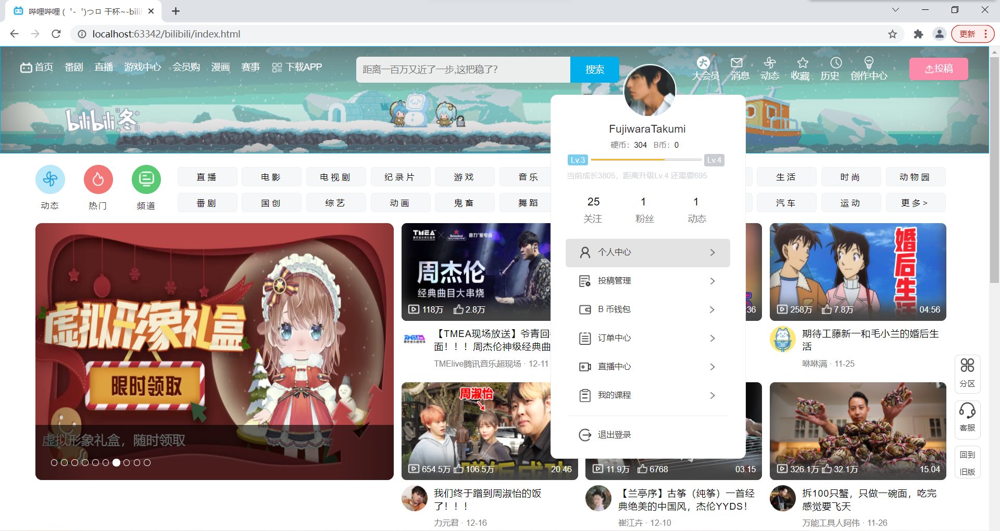 哔哩哔哩 (゜-゜)つロ 干杯~-bili
localhost:63342/bilibili/index.html
更新
首页 番剧 直播 游戏中心 会员购 漫画 赛事 下载APP
距离一百万又近了一步,这把稳了?
搜索
大会员 消息 动态 收藏 历史 创作中心
投稿
bilibili冬
FujiwaraTakumi
硬币: 304 B币: 0
Lv.3 Lv.4
当前成长3805，距离升级Lv.4 还需要695
25 1 1
关注 粉丝 动态
个人中心
投稿管理
B 币钱包
订单中心
直播中心
我的课程
退出登录
动态 热门 频道
直播 电影 电视剧 纪录片 游戏 音乐 生活 时尚 动物园
番剧 国创 综艺 动画 鬼畜 舞蹈 汽车 运动 更多>
虚拟形象礼盒
限时领取
虚拟形象礼盒，随时领取
TMEA
Heineken
喜力®星电音
周杰伦
经典曲目大串烧
118万 2.8万
【TMEA现场放送】爷青回
面！！！周杰伦神级经典曲
TMElive腾讯音乐超现场 · 12-11
:36
婚后生活
258万 7.8万 04:56
期待工藤新一和毛小兰的婚后生
活
咻咻满 · 11-25
周淑怡
蹭饭成功
654.5万 106.5万 20.46
我们终于蹭到周淑怡的饭
了！！！
力元君 · 12-16
11.9万 6768 03.15
【兰亭序】古筝（纯筝）一首经
典绝美的中国风，杰伦YYDS！
崔江卉 · 12-10
326.1万 32.1万 15.04
拆100只蟹，只做一碗面，吃完
感觉要飞天
万能工具人阿伟 · 11-26
分区
客服
回到
旧版